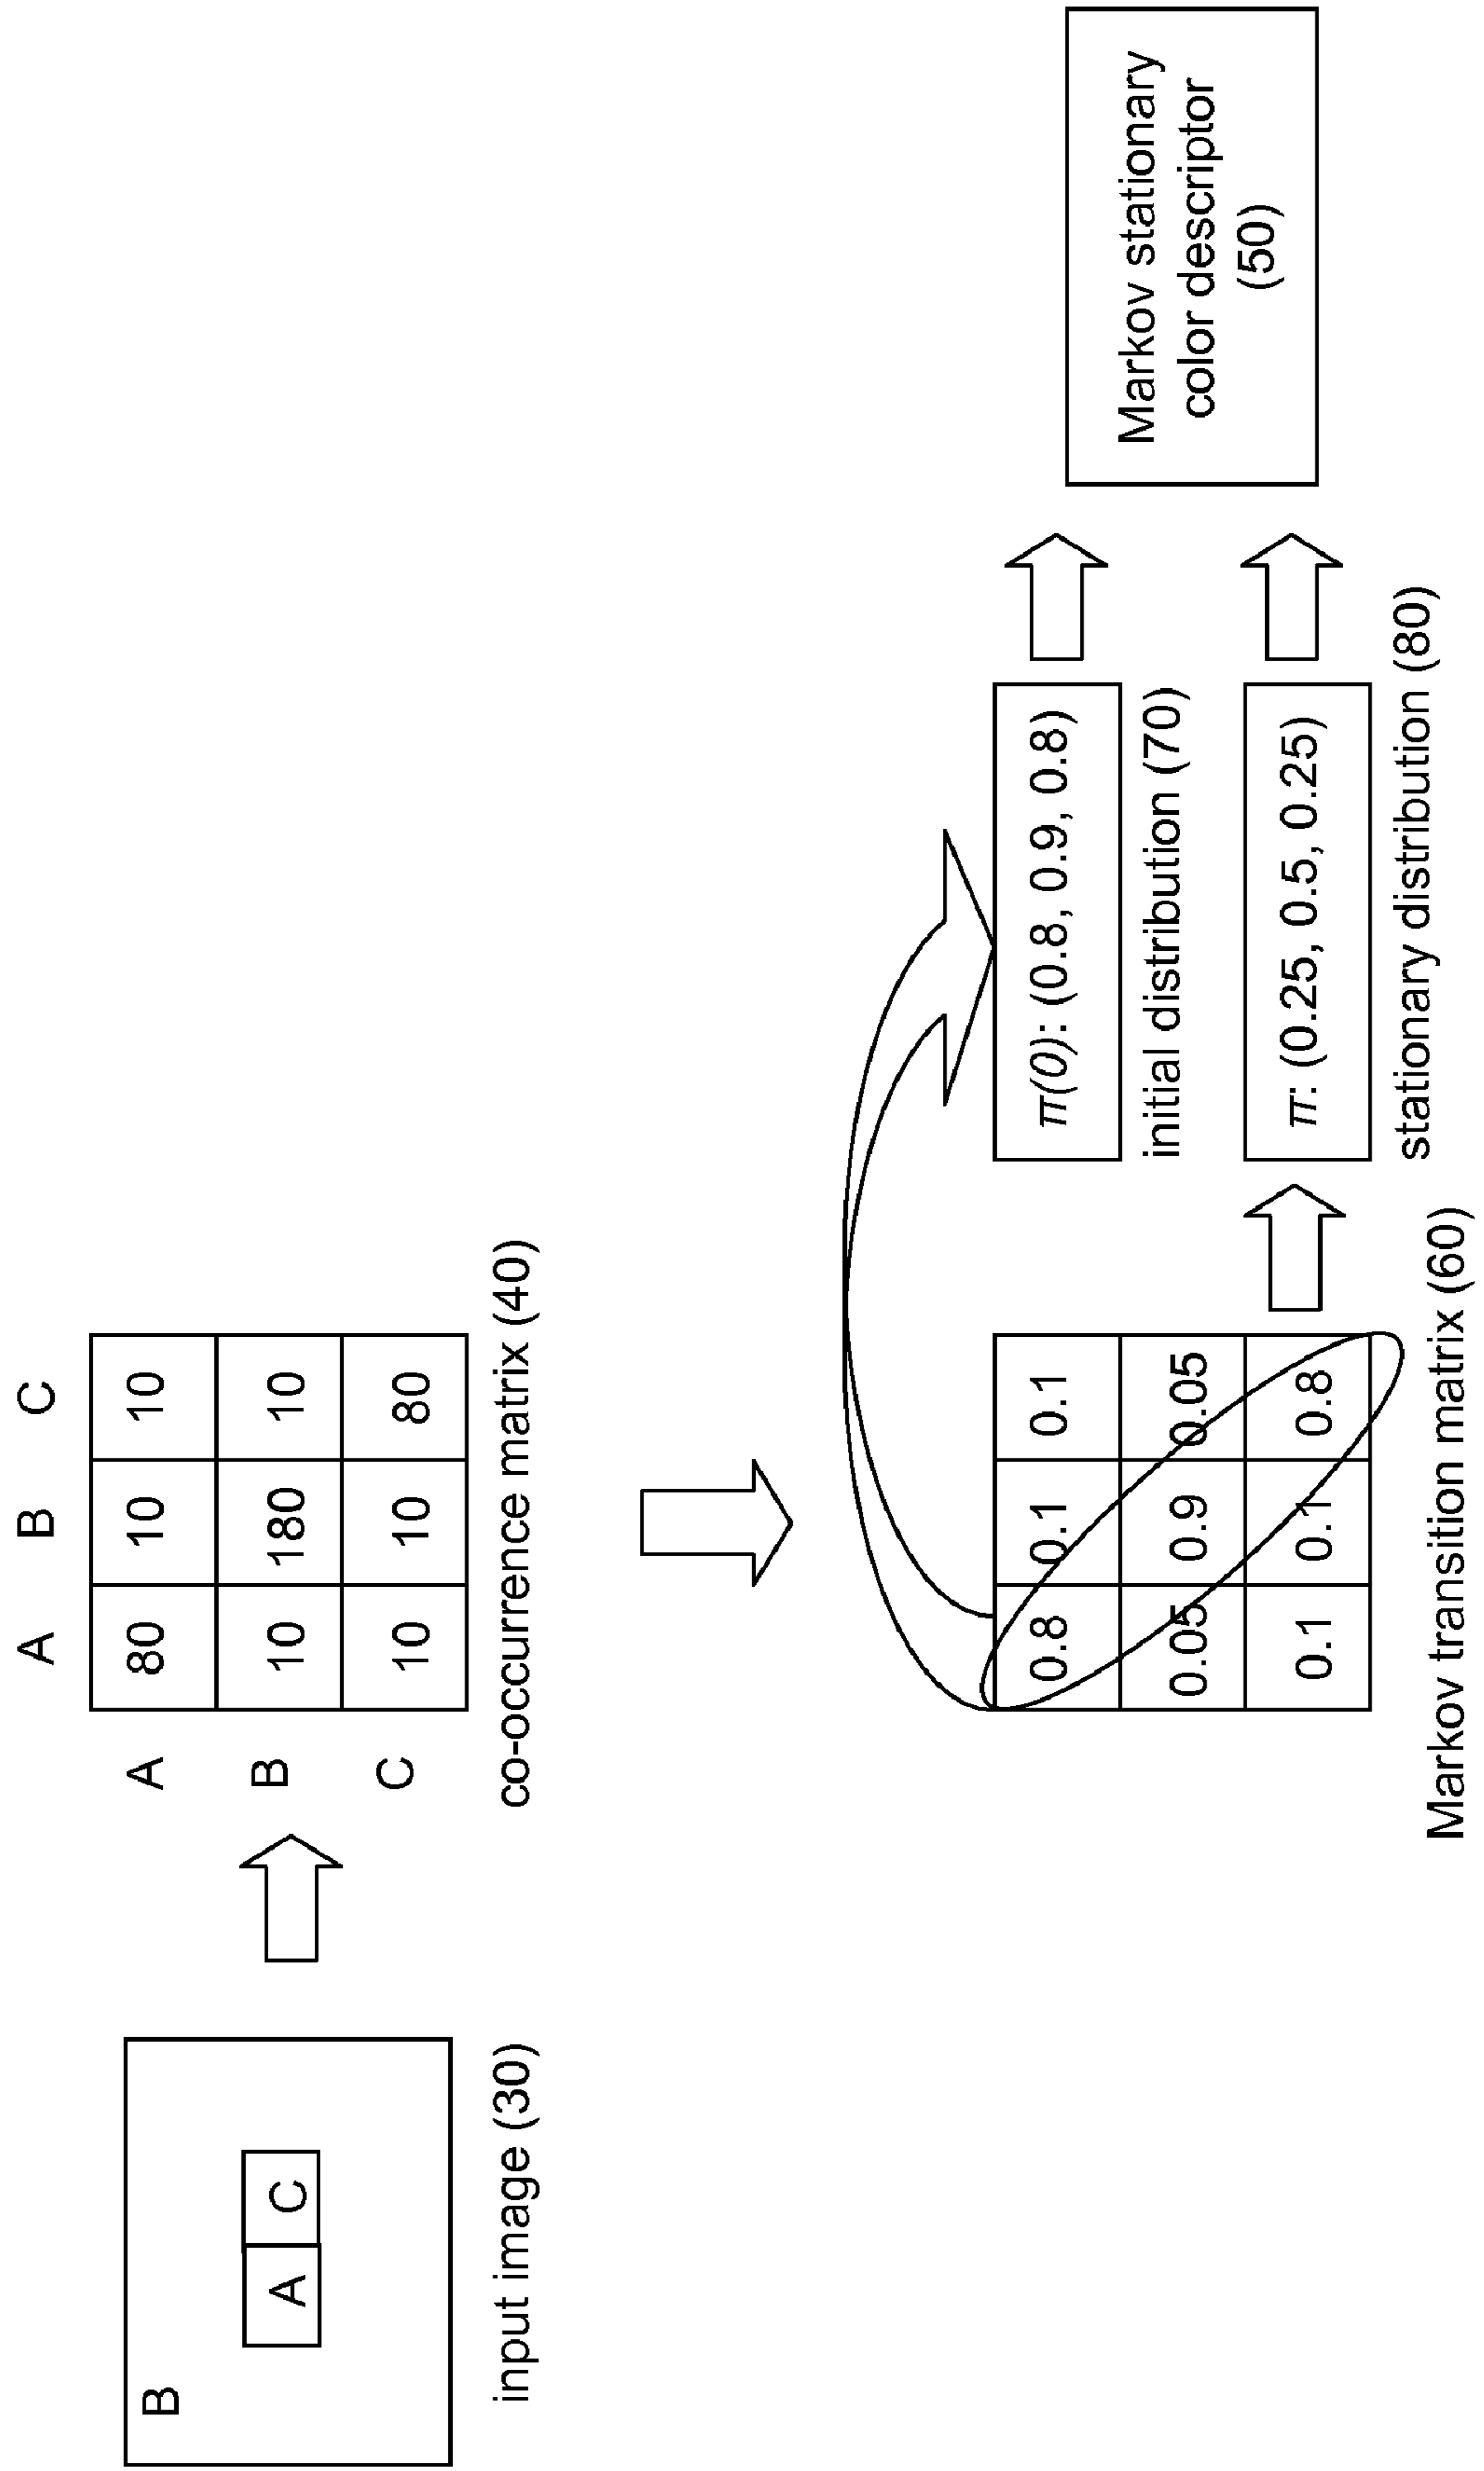 B
A C
input image (30)
A B C
A 80 10 10
B 10 180 10
C 10 10 80
co-occurrence matrix (40)
0.8 0.1 0.1
0.05 0.9 0.05
0.1 0.1 0.8
Markov transition matrix (60)
π(0): (0.8, 0.9, 0.8)
initial distribution (70)
π: (0.25, 0.5, 0.25)
stationary distribution (80)
Markov stationary
color descriptor
(50)